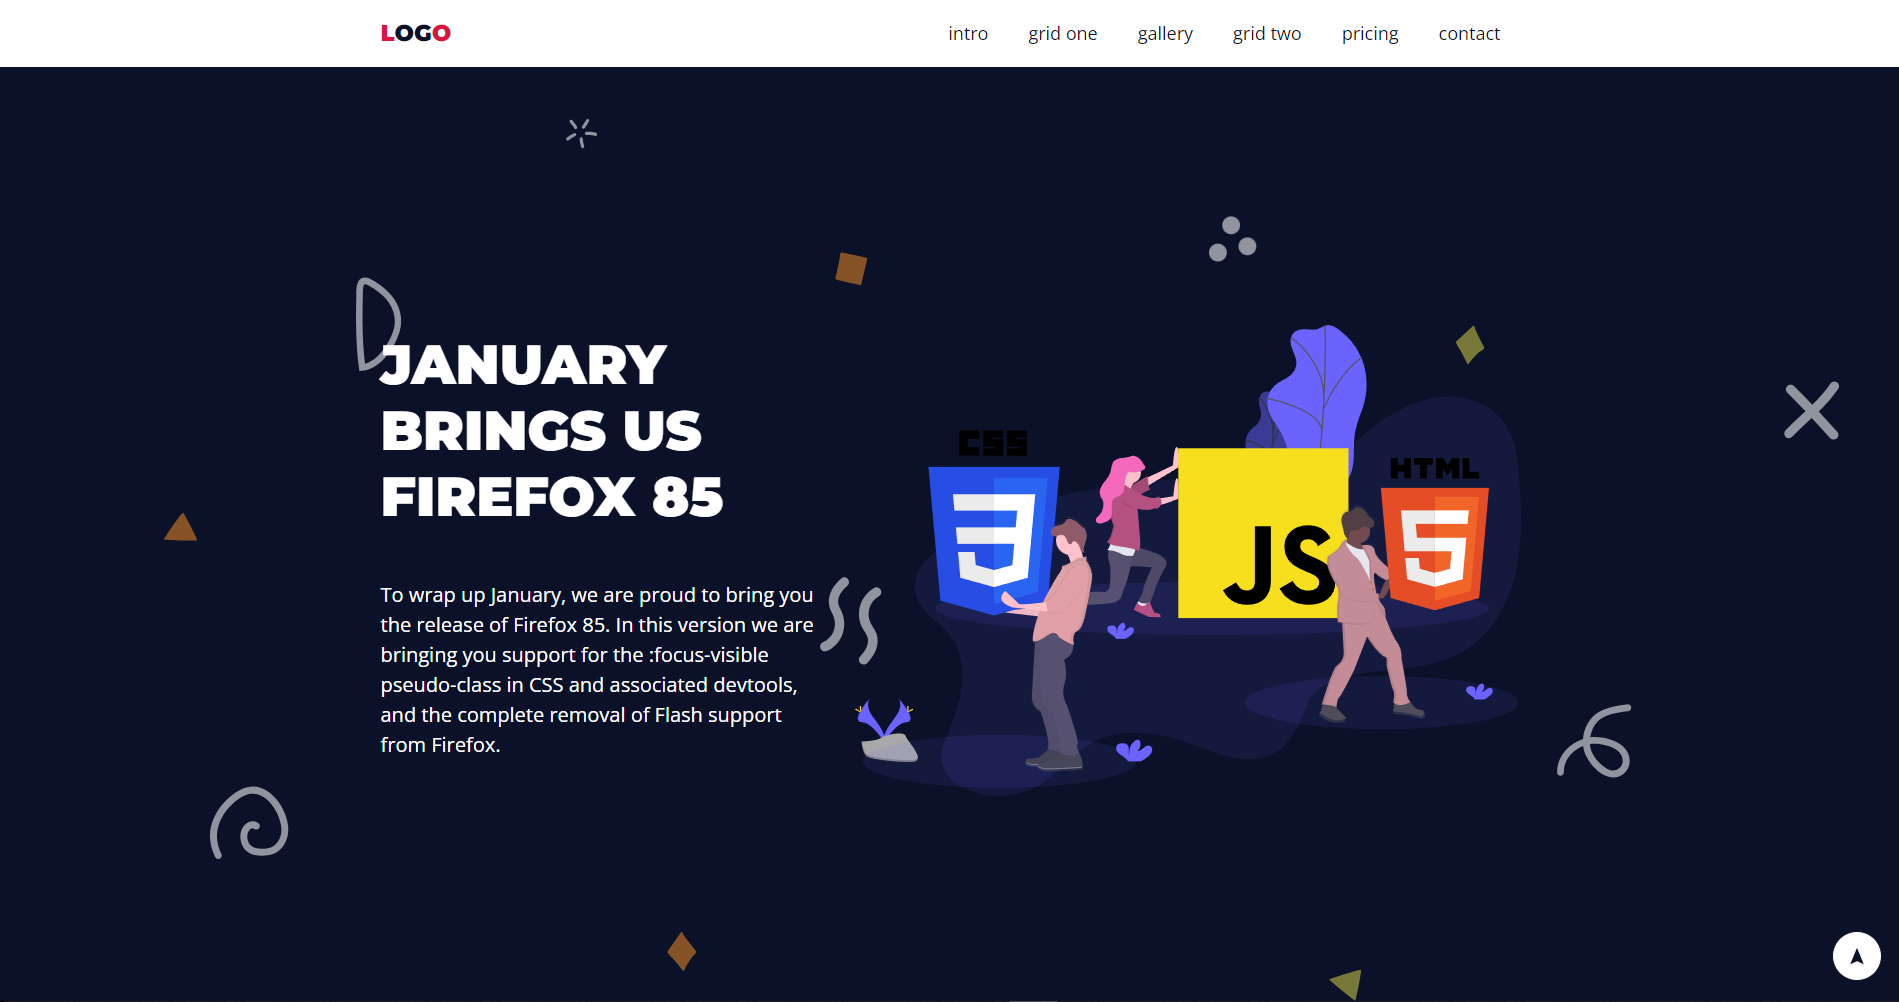 LOGO
intro
grid one
gallery
grid two
pricing
contact
JANUARY
BRINGS US
FIREFOX 85
To wrap up January, we are proud to bring you
the release of Firefox 85. In this version we are
bringing you support for the :focus-visible
pseudo-class in CSS and associated devtools,
and the complete removal of Flash support
from Firefox.
CSS
3
JS
HTML
5